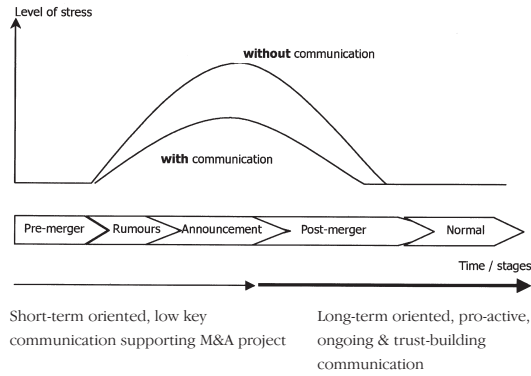 Level of stress
without communication
with communication
Pre-merger
Rumours
Announcement
Post-merger
Normal
Time / stages
Short-term oriented, low key
communication supporting M&A project
Long-term oriented, pro-active,
ongoing & trust-building
communication